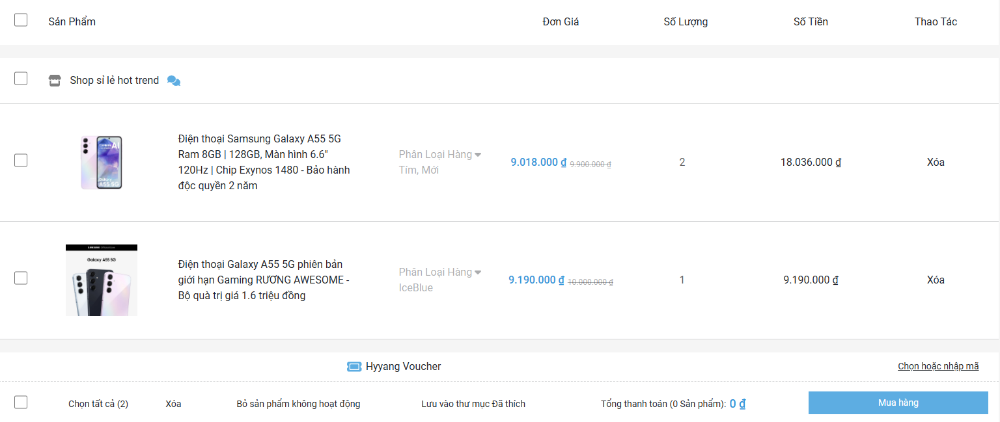 Sản Phẩm Đơn Giá Số Lượng Số Tiền Thao Tác
Shop sỉ lẻ hot trend
Điện thoại Samsung Galaxy A55 5G
Ram 8GB | 128GB, Màn hình 6.6"
120Hz | Chip Exynos 1480 - Bảo hành
độc quyền 2 năm
Phân Loại Hàng
Tím, Mới
9.018.000 ₫ 9.900.000 ₫
2
18.036.000 ₫
Xóa
Galaxy A55 5G
Điện thoại Galaxy A55 5G phiên bản
giới hạn Gaming RƯƠNG AWESOME -
Bộ quà trị giá 1.6 triệu đồng
Phân Loại Hàng
IceBlue
9.190.000 ₫ 10.000.000 ₫
1
9.190.000 ₫
Xóa
Hyyang Voucher
Chọn hoặc nhập mã
Chọn tất cả (2) Xóa Bỏ sản phẩm không hoạt động Lưu vào thư mục Đã thích Tổng thanh toán (0 Sản phẩm): 0 ₫ Mua hàng